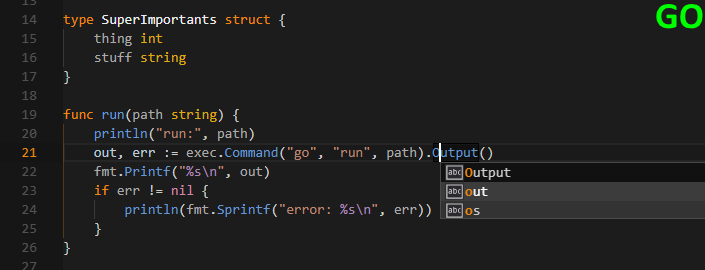 GO
13
14 type SuperImportants struct {
15     thing int
16     stuff string
17 }
18
19 func run(path string) {
20     println("run:", path)
21     out, err := exec.Command("go", "run", path).Output()
22     fmt.Printf("%s\n", out)
23     if err != nil {
24         println(fmt.Sprintf("error: %s\n", err))
25     }
26 }
27
abc Output
abc out
abc os